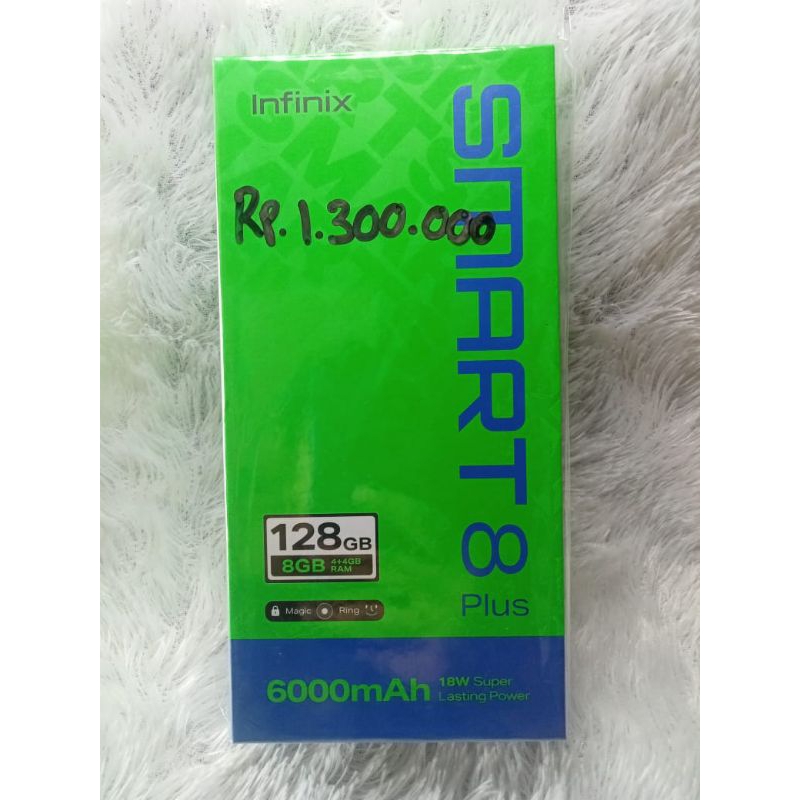 Infinix
SMART 8
Plus
Rp. 1.300.000
128GB
8GB 4+4GB RAM
Magic Ring
6000mAh 18W Super
Lasting Power